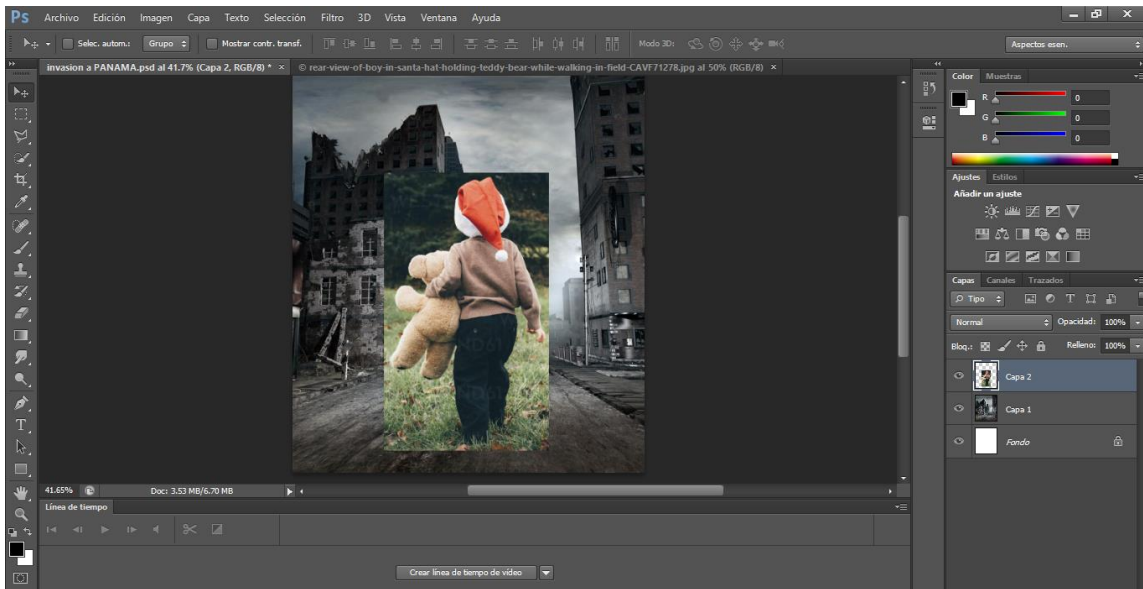 Ps Archivo Edición Imagen Capa Texto Selección Filtro 3D Vista Ventana Ayuda
Selec. autom.: Grupo Mostrar contr. transf. Modo 3D: Aspectos esen.
invasion a PANAMA.psd al 41.7% (Capa 2, RGB/8) * × © rear-view-of-boy-in-santa-hat-holding-teddy-bear-while-walking-in-field-CAVF71278.jpg al 50% (RGB/8) ×
Color Muestras
R 0
G 0
B 0
Ajustes Estilos
Añadir un ajuste
Capas Canales Trazados
Tipo
Normal Opacidad: 100%
Bloq.: Relleno: 100%
Capa 2
Capa 1
Fondo
41.65% Doc: 3.53 MB/6.70 MB
Línea de tiempo
Crear línea de tiempo de vídeo